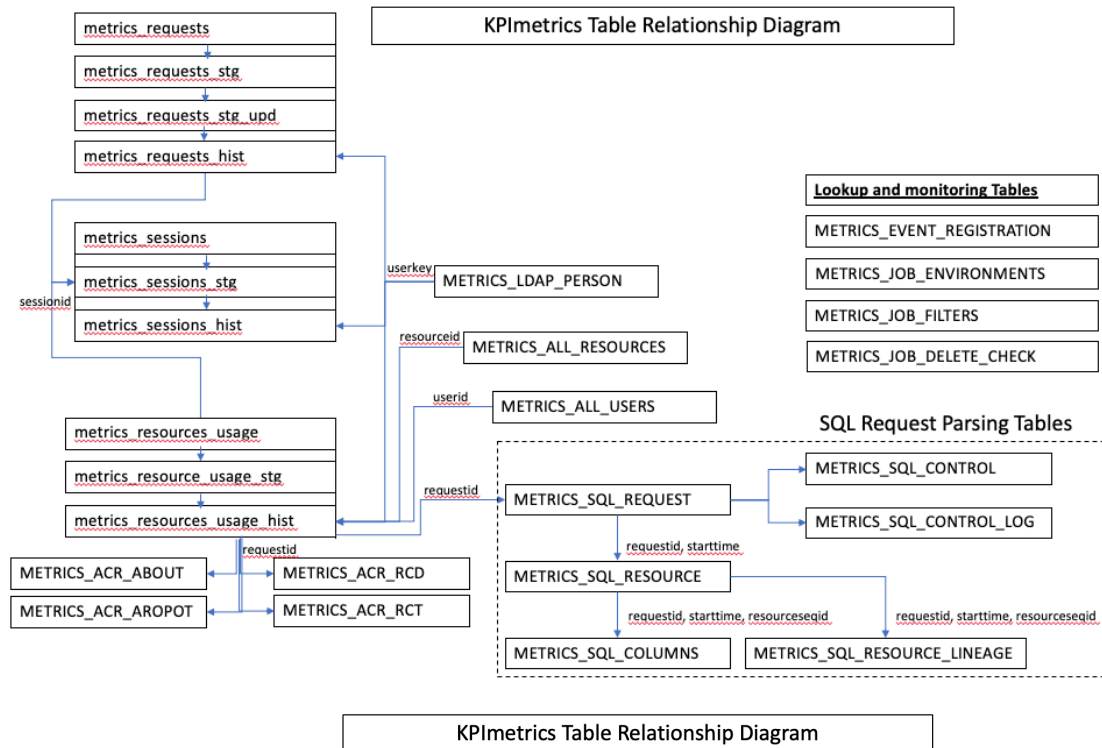 KPImetrics Table Relationship Diagram
metrics_requests
metrics_requests_stg
metrics_requests_stg_upd
metrics_requests_hist
metrics_sessions
metrics_sessions_stg
metrics_sessions_hist
sessionid
userkey
METRICS_LDAP_PERSON
resourceid
METRICS_ALL_RESOURCES
userid
METRICS_ALL_USERS
Lookup and monitoring Tables
METRICS_EVENT_REGISTRATION
METRICS_JOB_ENVIRONMENTS
METRICS_JOB_FILTERS
METRICS_JOB_DELETE_CHECK
metrics_resources_usage
metrics_resource_usage_stg
metrics_resources_usage_hist
requestid
METRICS_ACR_ABOUT
METRICS_ACR_RCD
METRICS_ACR_AROPOT
METRICS_ACR_RCT
SQL Request Parsing Tables
requestid
METRICS_SQL_REQUEST
METRICS_SQL_CONTROL
METRICS_SQL_CONTROL_LOG
requestid, starttime
METRICS_SQL_RESOURCE
requestid, starttime, resourceseqid
requestid, starttime, resourceseqid
METRICS_SQL_COLUMNS
METRICS_SQL_RESOURCE_LINEAGE
KPImetrics Table Relationship Diagram